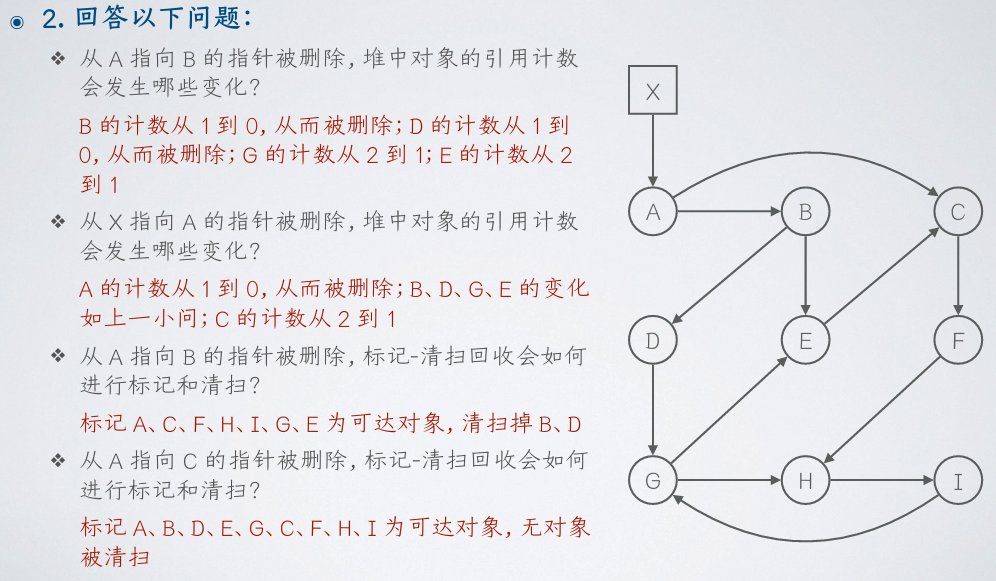 2. 回答以下问题：
从 A 指向 B 的指针被删除，堆中对象的引用计数
会发生哪些变化？
B 的计数从 1 到 0，从而被删除；D 的计数从 1 到
0，从而被删除；G 的计数从 2 到 1；E 的计数从 2
到 1
从 X 指向 A 的指针被删除，堆中对象的引用计数
会发生哪些变化？
A 的计数从 1 到 0，从而被删除；B、D、G、E 的变化
如上一小问；C 的计数从 2 到 1
从 A 指向 B 的指针被删除，标记-清扫回收会如何
进行标记和清扫？
标记 A、C、F、H、I、G、E 为可达对象，清扫掉 B、D
从 A 指向 C 的指针被删除，标记-清扫回收会如何
进行标记和清扫？
标记 A、B、D、E、G、C、F、H、I 为可达对象，无对象
被清扫
X
A
B
C
D
E
F
G
H
I